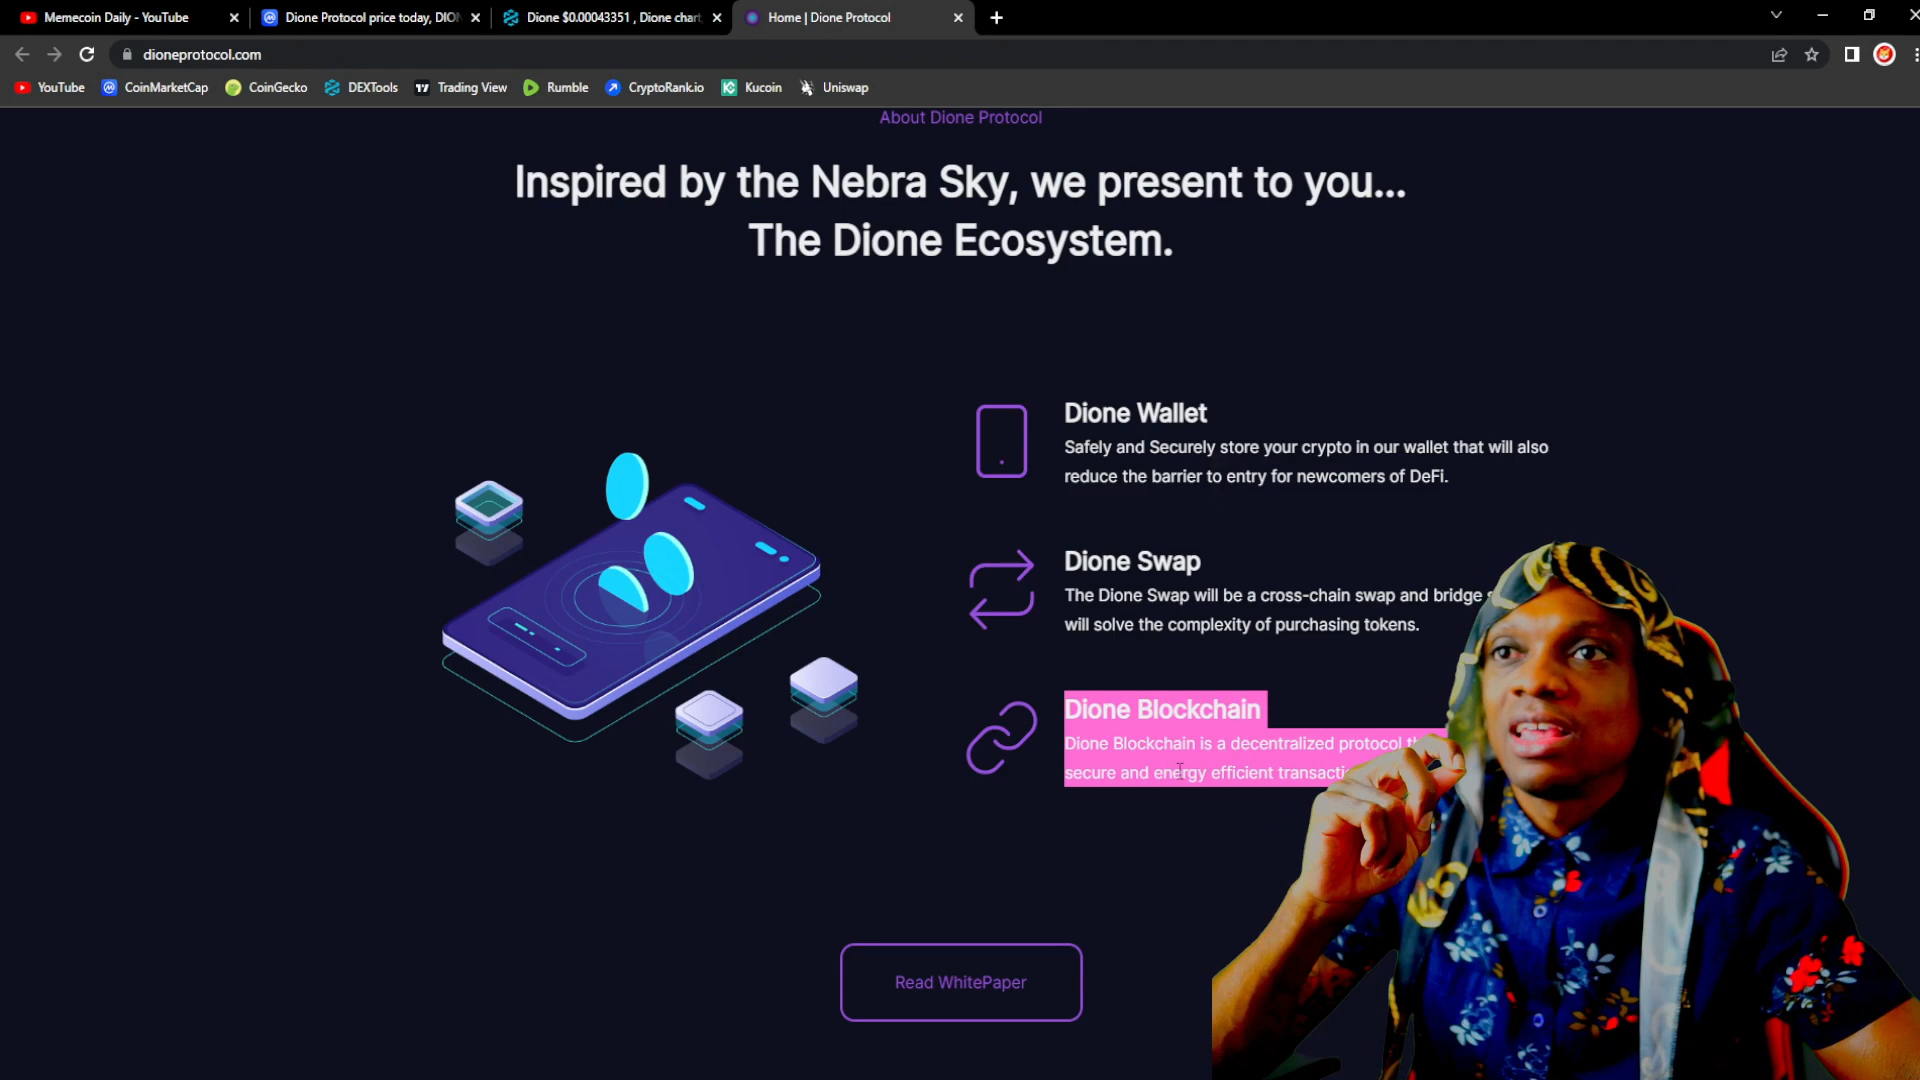 Memecoin Daily - YouTube
Dione Protocol price today, DIO
Dione $0.00043351 , Dione chart,
Home | Dione Protocol
dioneprotocol.com
YouTube
CoinMarketCap
CoinGecko
DEXTools
Trading View
Rumble
CryptoRank.io
Kucoin
Uniswap
About Dione Protocol
Inspired by the Nebra Sky, we present to you...
The Dione Ecosystem.
Dione Wallet
Safely and Securely store your crypto in our wallet that will also
reduce the barrier to entry for newcomers of DeFi.
Dione Swap
The Dione Swap will be a cross-chain swap and bridge
will solve the complexity of purchasing tokens.
Dione Blockchain
Dione Blockchain is a decentralized protocol
secure and energy efficient
Read WhitePaper